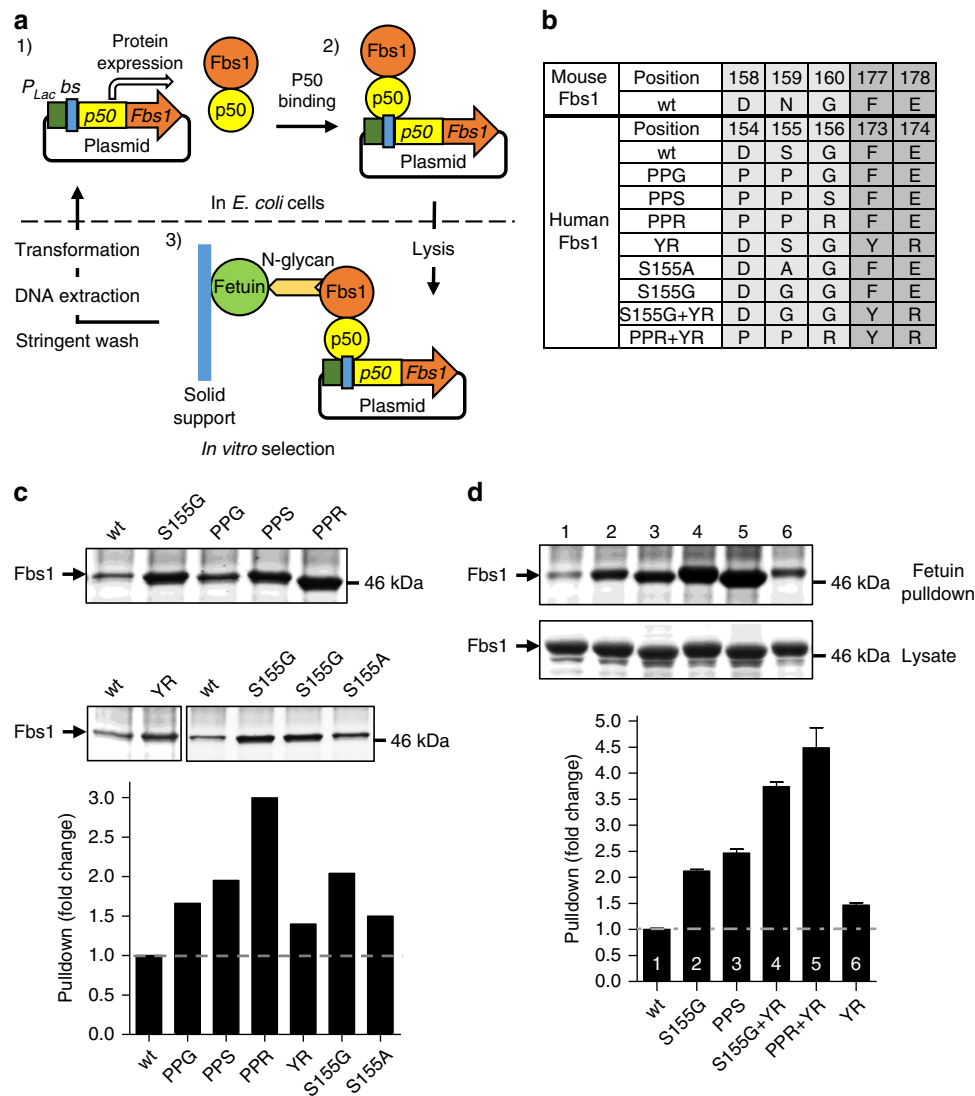 a
1)
Protein
expression
Fbs1
p50
P_Lac bs
p50 Fbs1
Plasmid
P50
binding
2)
Fbs1
p50
p50 Fbs1
Plasmid
In E. coli cells
Transformation
DNA extraction
Stringent wash
3)
N-glycan
Fetuin
Fbs1
p50
p50 Fbs1
Plasmid
Lysis
Solid
support
In vitro selection
b
Mouse Fbs1 Position 158 159 160 177 178
wt D N G F E
Human Fbs1 Position 154 155 156 173 174
wt D S G F E
PPG P P G F E
PPS P P S F E
PPR P P R F E
YR D S G Y R
S155A D A G F E
S155G D G G F E
S155G+YR D G G Y R
PPR+YR P P R Y R
c
wt S155G PPG PPS PPR
Fbs1
46 kDa
wt YR wt S155G S155G S155A
Fbs1
46 kDa
Pulldown (fold change)
3.0
2.5
2.0
1.5
1.0
0.5
0.0
wt PPG PPS PPR YR S155G S155A
d
1 2 3 4 5 6
Fbs1
46 kDa
Fetuin
pulldown
Fbs1
46 kDa
Lysate
Pulldown (fold change)
5.0
4.5
4.0
3.5
3.0
2.5
2.0
1.5
1.0
0.5
0.0
1 2 3 4 5 6
wt S155G PPS S155G+YR PPR+YR YR